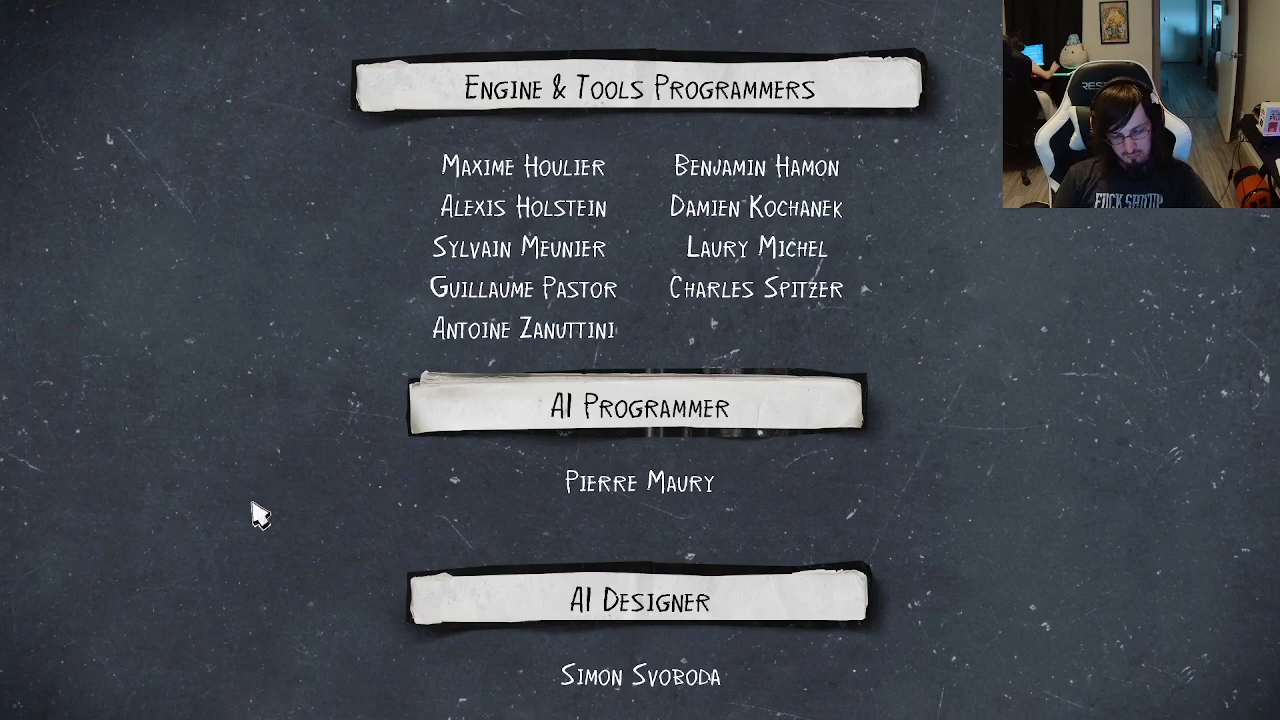 ENGINE & TOOLS PROGRAMMERS
MAXIME HOULIER BENJAMIN HAMON
ALEXIS HOLSTEIN DAMIEN KOCHANEK
SYLVAIN MEUNIER LAURY MICHEL
GUILLAUME PASTOR CHARLES SPITZER
ANTOINE ZANUTTINI
AI PROGRAMMER
PIERRE MAURY
AI DESIGNER
SIMON SVOBODA